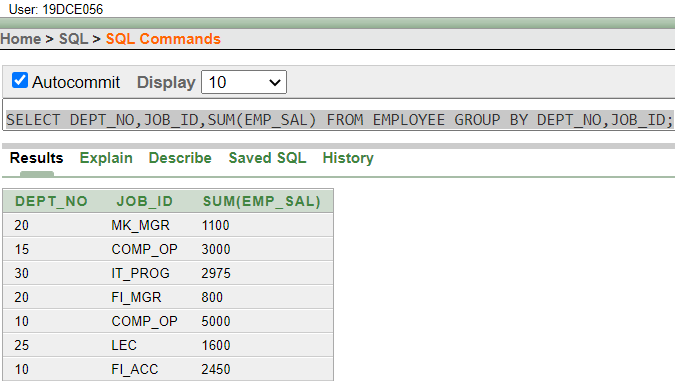 User: 19DCE056
Home > SQL > SQL Commands
Autocommit Display 10
SELECT DEPT_NO,JOB_ID,SUM(EMP_SAL) FROM EMPLOYEE GROUP BY DEPT_NO,JOB_ID;
Results Explain Describe Saved SQL History
DEPT_NO JOB_ID SUM(EMP_SAL)
20 MK_MGR 1100
15 COMP_OP 3000
30 IT_PROG 2975
20 FI_MGR 800
10 COMP_OP 5000
25 LEC 1600
10 FI_ACC 2450